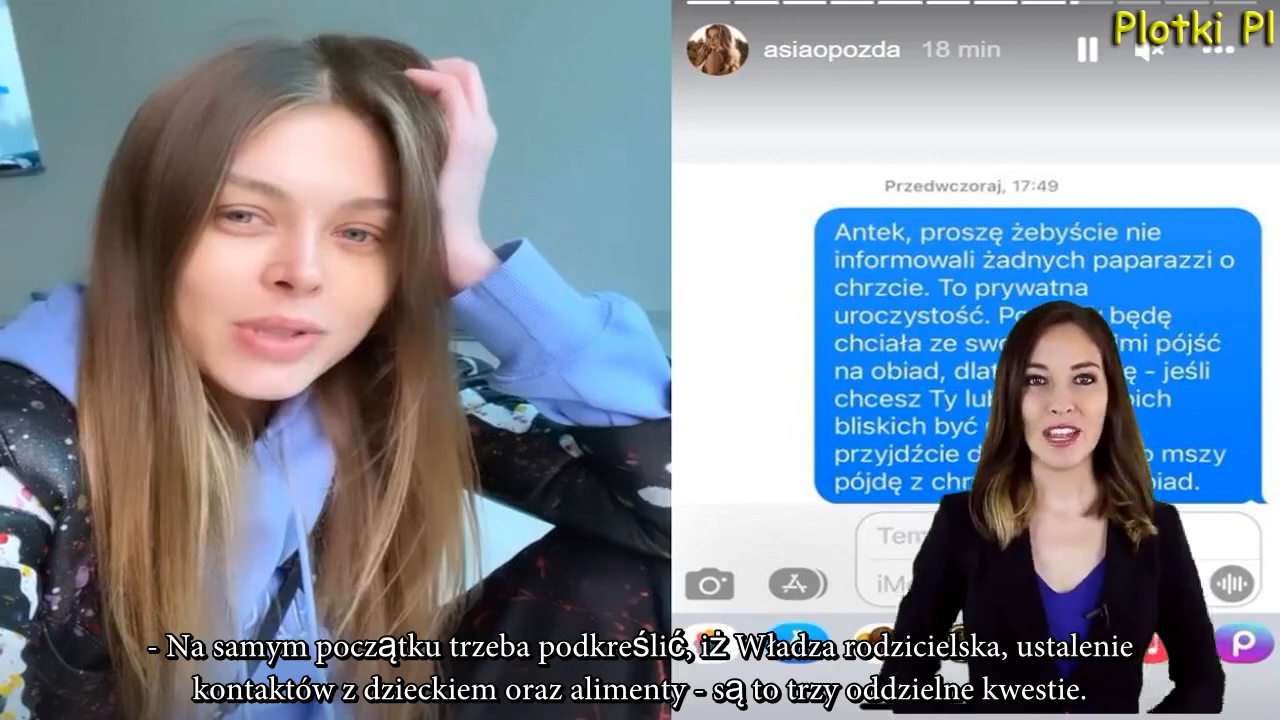 Plotki Pl
asiaopozda 18 min
Przedwczoraj, 17:49
Antek, proszę żebyście nie
informowali żadnych paparazzi o
chrzcie. To prywatna
uroczystość. będę
chciała ze pójść
na obiad, - jeśli
chcesz Ty
bliskich być
przyjdźcie mszy
pójdę z
- Na samym początku trzeba podkreślić, iż Władza rodzicielska, ustalenie
kontaktów z dzieckiem oraz alimenty - są to trzy oddzielne kwestie.